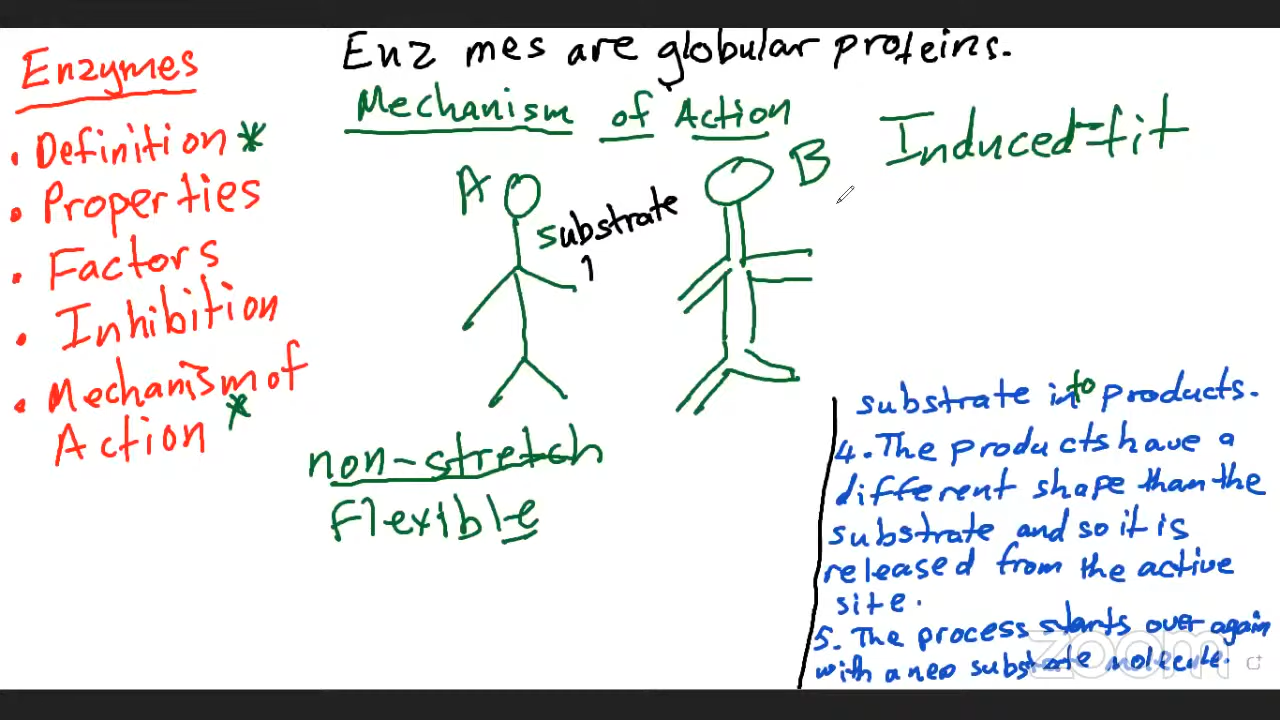 Enz mes are globular proteins.
Enzymes
• Definition *
• Properties
• Factors
• Inhibition
• Mechanism of
Action *
Mechanism of Action
A
substrate
1
B
Induced-fit
non-stretch
flexible
substrate into products.
4. The products have a
different shape than the
substrate and so it is
released from the active
site.
5. The process starts over again
with a new substrate molecule.
zoom